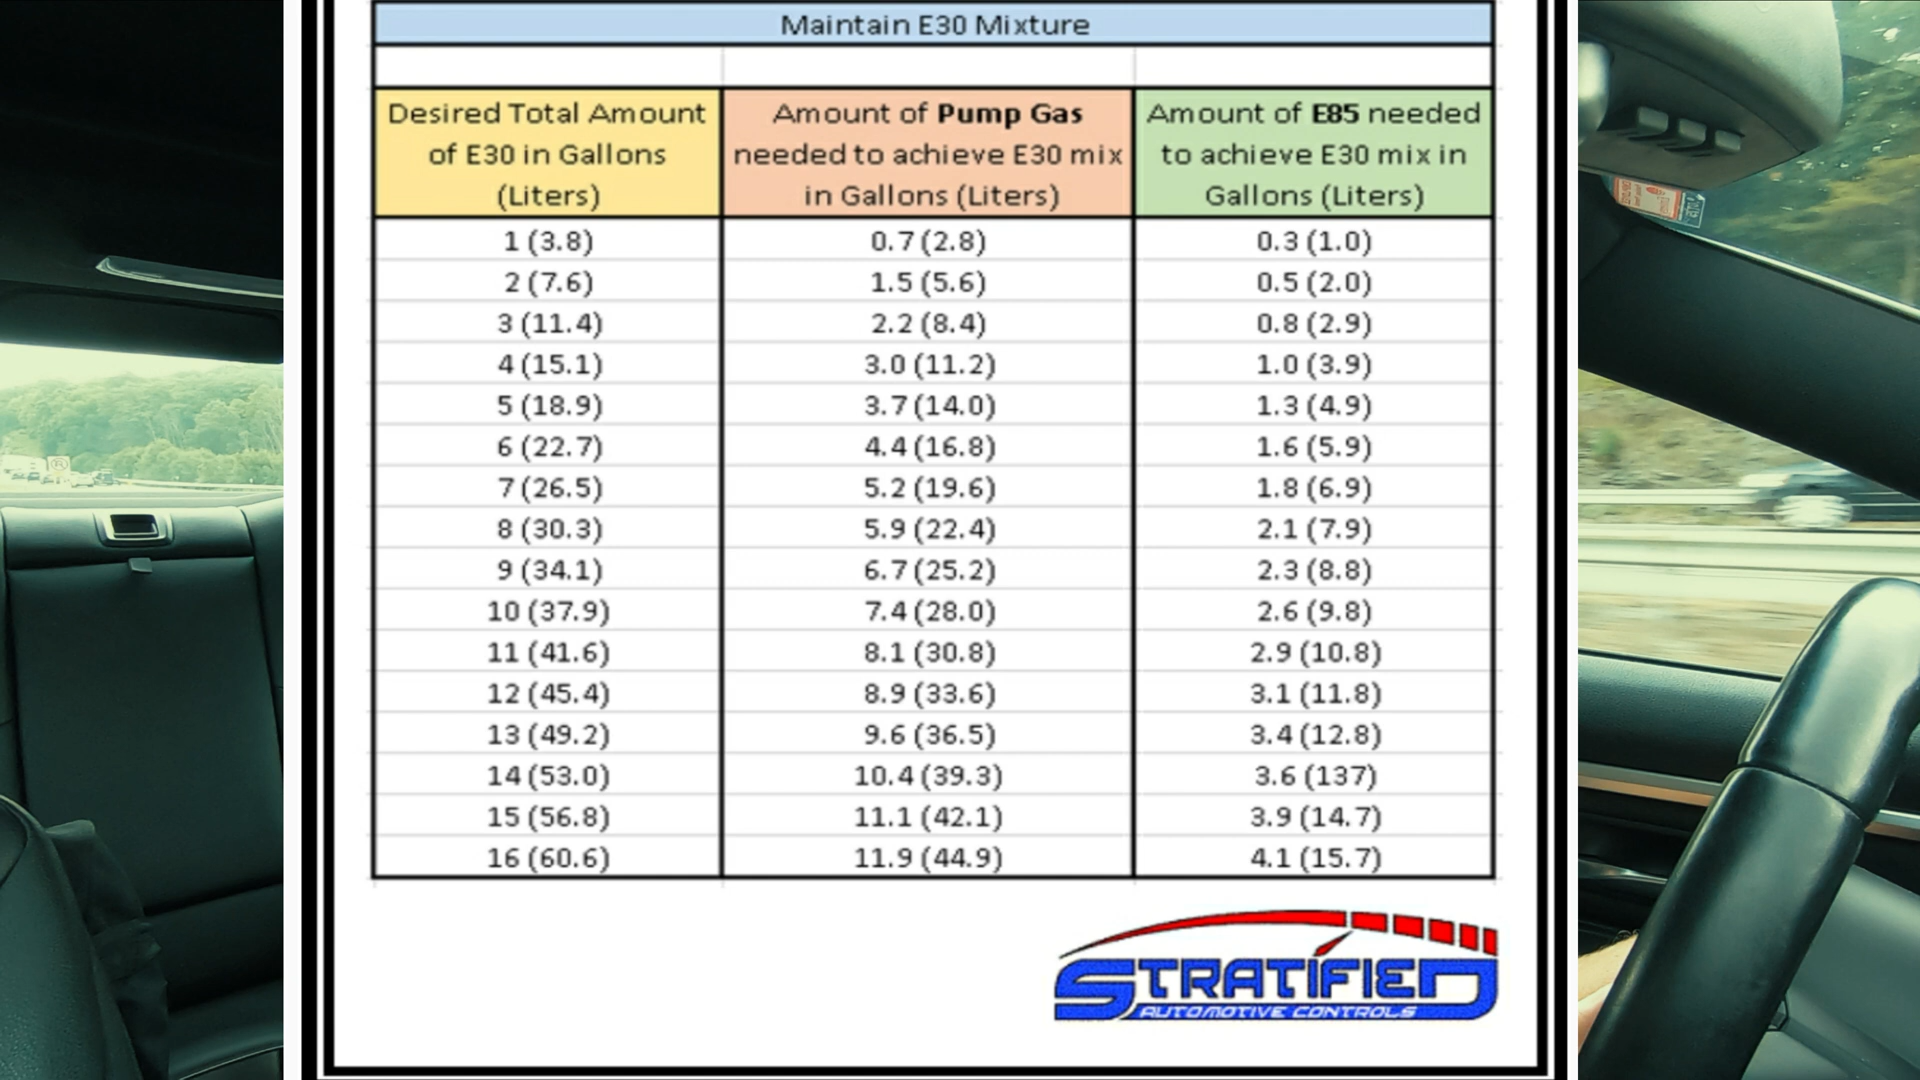 Maintain E30 Mixture
Desired Total Amount of E30 in Gallons (Liters)
Amount of Pump Gas needed to achieve E30 mix in Gallons (Liters)
Amount of E85 needed to achieve E30 mix in Gallons (Liters)
1 (3.8) 0.7 (2.8) 0.3 (1.0)
2 (7.6) 1.5 (5.6) 0.5 (2.0)
3 (11.4) 2.2 (8.4) 0.8 (2.9)
4 (15.1) 3.0 (11.2) 1.0 (3.9)
5 (18.9) 3.7 (14.0) 1.3 (4.9)
6 (22.7) 4.4 (16.8) 1.6 (5.9)
7 (26.5) 5.2 (19.6) 1.8 (6.9)
8 (30.3) 5.9 (22.4) 2.1 (7.9)
9 (34.1) 6.7 (25.2) 2.3 (8.8)
10 (37.9) 7.4 (28.0) 2.6 (9.8)
11 (41.6) 8.1 (30.8) 2.9 (10.8)
12 (45.4) 8.9 (33.6) 3.1 (11.8)
13 (49.2) 9.6 (36.5) 3.4 (12.8)
14 (53.0) 10.4 (39.3) 3.6 (137)
15 (56.8) 11.1 (42.1) 3.9 (14.7)
16 (60.6) 11.9 (44.9) 4.1 (15.7)
STRATIFIED
AUTOMOTIVE CONTROLS